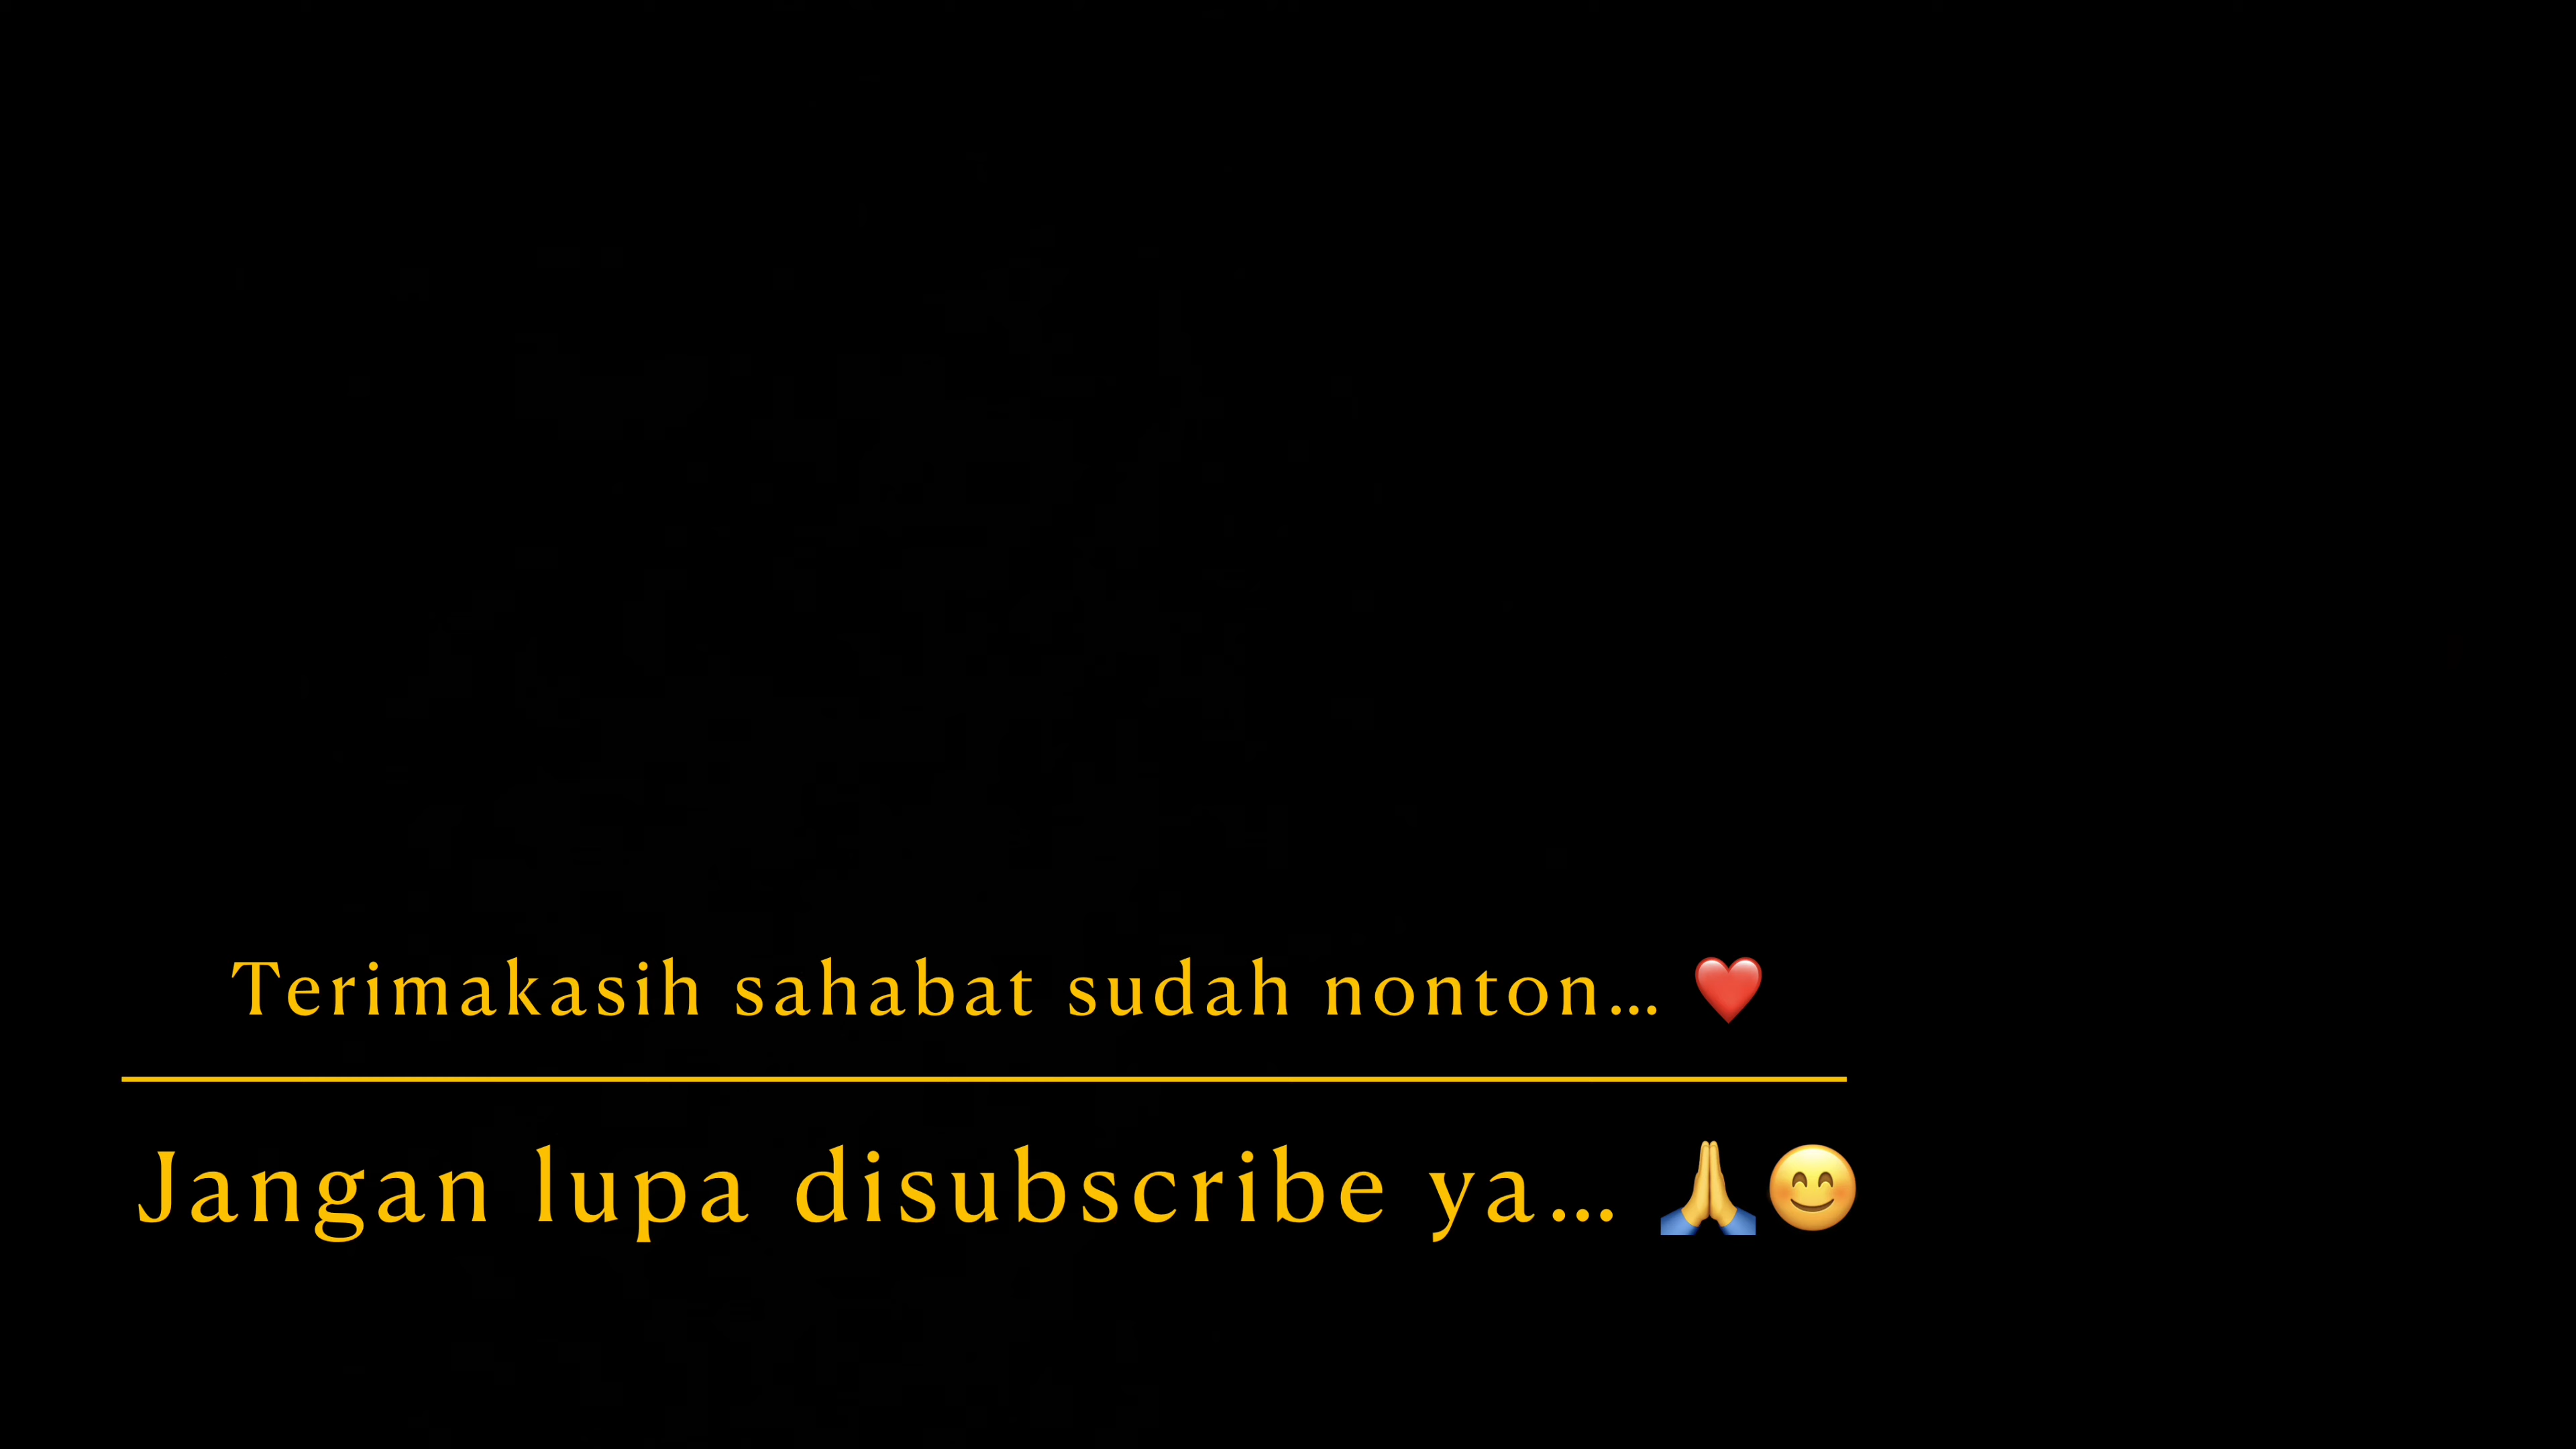 Terimakasih sahabat sudah nonton... ❤️
Jangan lupa disubscribe ya... 🙏😊